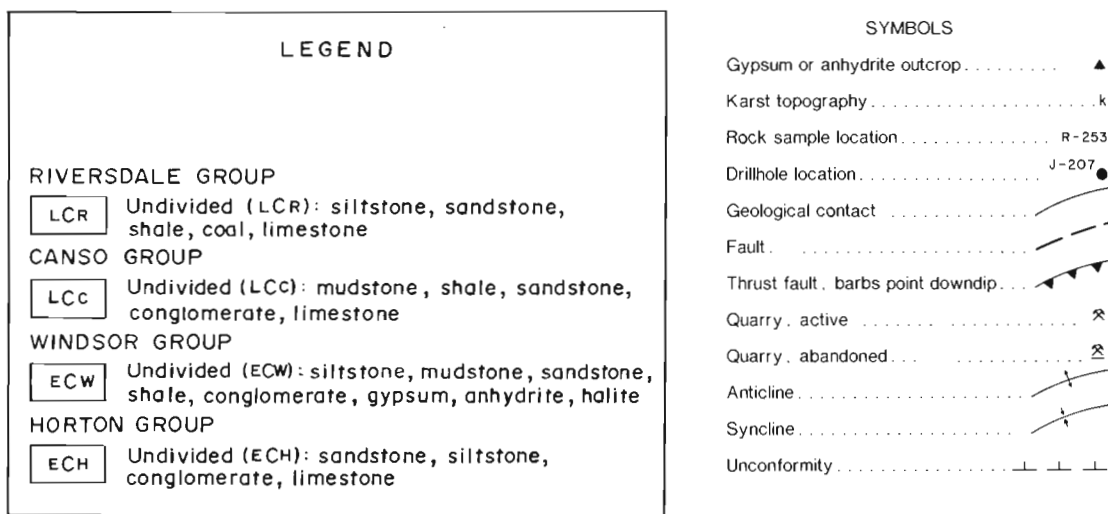 LEGEND
RIVERSDALE GROUP
LCR Undivided (LCR): siltstone, sandstone,
shale, coal, limestone
CANSO GROUP
LCC Undivided (LCC): mudstone, shale, sandstone,
conglomerate, limestone
WINDSOR GROUP
ECW Undivided (ECW): siltstone, mudstone, sandstone,
shale, conglomerate, gypsum, anhydrite, halite
HORTON GROUP
ECH Undivided (ECH): sandstone, siltstone,
conglomerate, limestone
SYMBOLS
Gypsum or anhydrite outcrop . . . . . . . . .
Karst topography . . . . . . . . . . . . . . . . . . . . . k
Rock sample location . . . . . . . . . . . . . . R-253
Drillhole location . . . . . . . . . . . . . . . . . J-207
Geological contact . . . . . . . . . . . .
Fault. . . . . . . . . . . . . . . . . . . . . .
Thrust fault. barbs point downdip . . .
Quarry. active . . . . . . . . . . . . . . . . . . . .
Quarry. abandoned . . . . . . . . . . . . . . . .
Anticline . . . . . . . . . . . . . . . . . . . .
Syncline . . . . . . . . . . . . . . . . . . . .
Unconformity . . . . . . . . . . . . . . . .